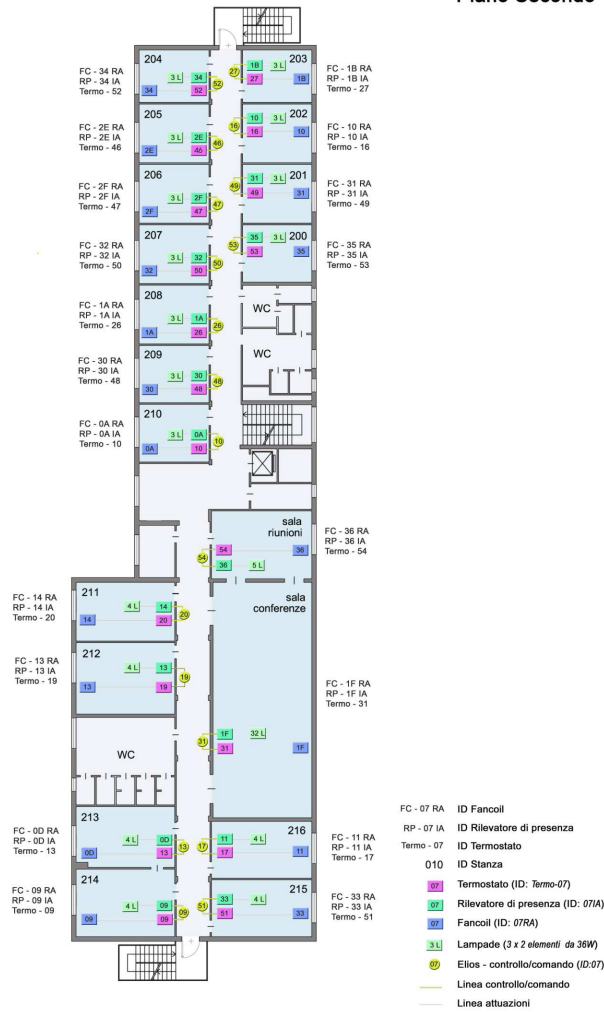 Piano Secondo
204
3 L 34
34 52
52
FC - 34 RA
RP - 34 IA
Termo - 52
203
1B 3 L
27 1B
27
FC - 1B RA
RP - 1B IA
Termo - 27
205
3 L 2E
2E 46
46
FC - 2E RA
RP - 2E IA
Termo - 46
202
10 3 L
16 10
16
FC - 10 RA
RP - 10 IA
Termo - 16
206
3 L 2F
2F 47
47
FC - 2F RA
RP - 2F IA
Termo - 47
201
31 3 L
49 31
49
FC - 31 RA
RP - 31 IA
Termo - 49
207
3 L 32
32 50
50
FC - 32 RA
RP - 32 IA
Termo - 50
200
35 3 L
53 35
53
FC - 35 RA
RP - 35 IA
Termo - 53
208
3 L 1A
1A 26
26
FC - 1A RA
RP - 1A IA
Termo - 26
WC
WC
209
3 L 30
30 48
48
FC - 30 RA
RP - 30 IA
Termo - 48
210
3 L 0A
0A 10
10
FC - 0A RA
RP - 0A IA
Termo - 10
sala
riunioni
54 36
54
36 5 L
FC - 36 RA
RP - 36 IA
Termo - 54
211
4 L 14
14 20
20
FC - 14 RA
RP - 14 IA
Termo - 20
sala
conferenze
212
4 L 13
13 19
19
FC - 13 RA
RP - 13 IA
Termo - 19
1F 32 L
31 1F
31
FC - 1F RA
RP - 1F IA
Termo - 31
WC
213
4 L 0D
0D 13
13
FC - 0D RA
RP - 0D IA
Termo - 13
216
11 4 L
17 11
17
FC - 11 RA
RP - 11 IA
Termo - 17
214
4 L 09
09 09
09
FC - 09 RA
RP - 09 IA
Termo - 09
215
33 4 L
51 33
51
FC - 33 RA
RP - 33 IA
Termo - 51
FC - 07 RA ID Fancoil
RP - 07 IA ID Rilevatore di presenza
Termo - 07 ID Termostato
010 ID Stanza
07 Termostato (ID: Termo-07)
07 Rilevatore di presenza (ID: 07IA)
07 Fancoil (ID: 07RA)
3 L Lampade (3 x 2 elementi da 36W)
07 Elios - controllo/comando (ID:07)
Linea controllo/comando
Linea attuazioni